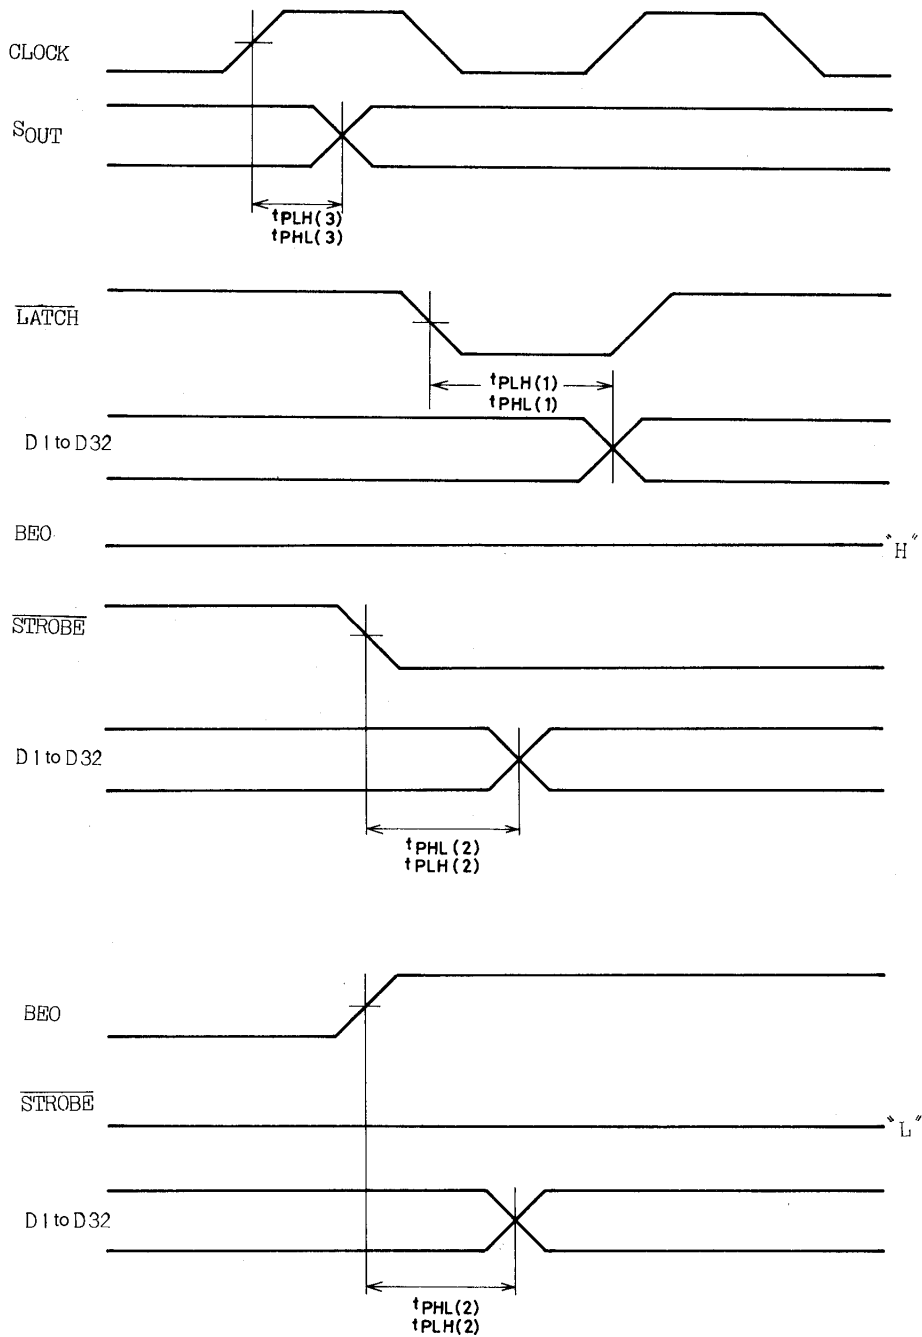 CLOCK
SOUT
tPLH(3)
tPHL(3)
LATCH
tPLH(1)
tPHL(1)
D1 to D32
BEO
"H"
STROBE
D1 to D32
tPHL(2)
tPLH(2)
BEO
STROBE
"L"
D1 to D32
tPHL(2)
tPLH(2)